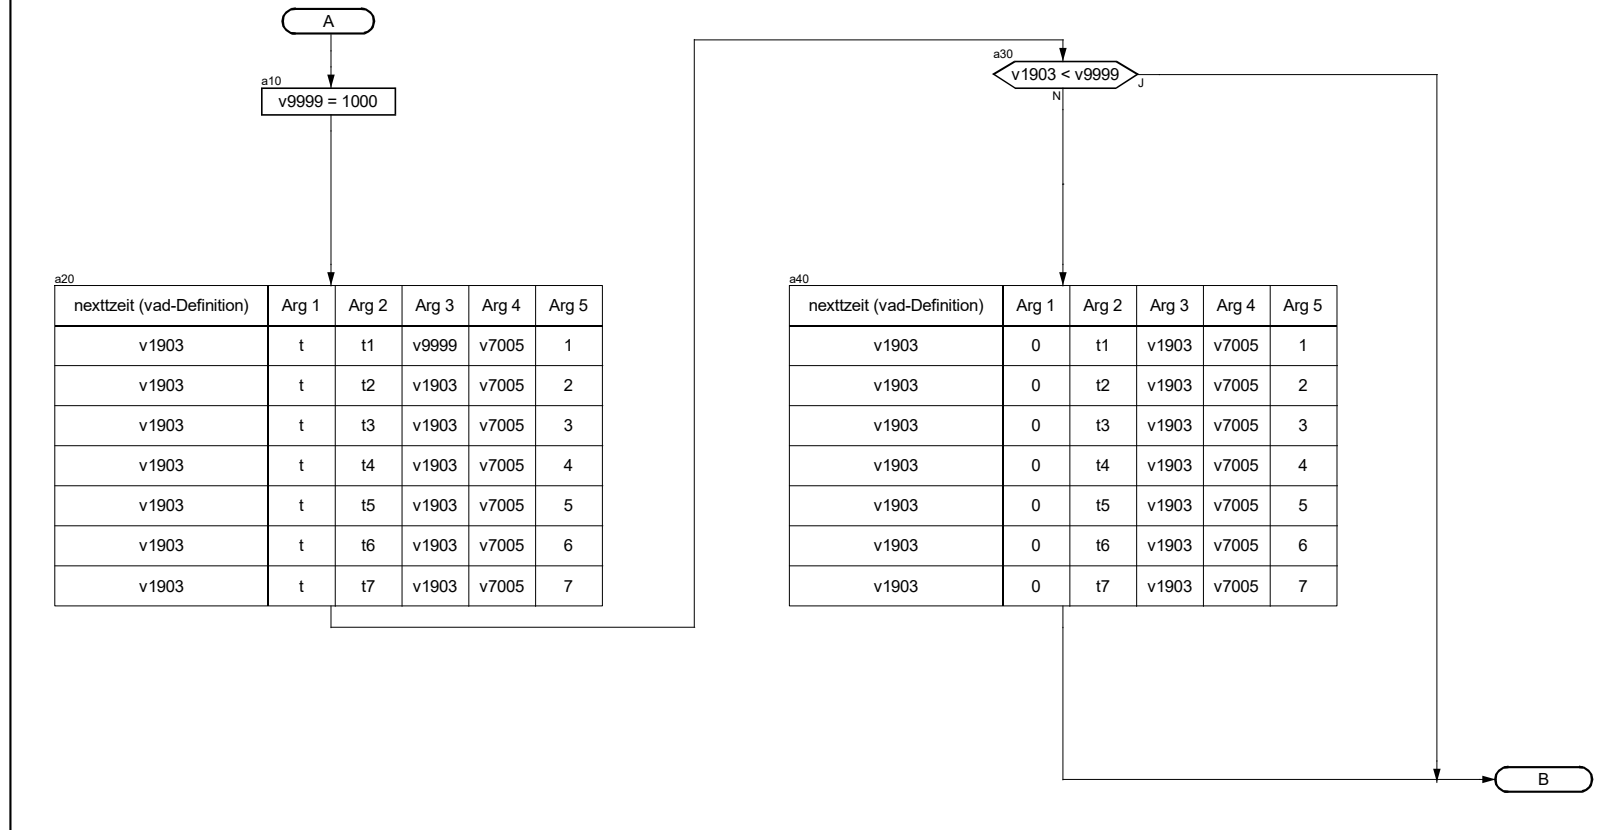 A
a10
v9999 = 1000
a20
nexttzeit (vad-Definition) Arg 1 Arg 2 Arg 3 Arg 4 Arg 5
v1903 t t1 v9999 v7005 1
v1903 t t2 v1903 v7005 2
v1903 t t3 v1903 v7005 3
v1903 t t4 v1903 v7005 4
v1903 t t5 v1903 v7005 5
v1903 t t6 v1903 v7005 6
v1903 t t7 v1903 v7005 7
a30
v1903 < v9999
J
N
a40
nexttzeit (vad-Definition) Arg 1 Arg 2 Arg 3 Arg 4 Arg 5
v1903 0 t1 v1903 v7005 1
v1903 0 t2 v1903 v7005 2
v1903 0 t3 v1903 v7005 3
v1903 0 t4 v1903 v7005 4
v1903 0 t5 v1903 v7005 5
v1903 0 t6 v1903 v7005 6
v1903 0 t7 v1903 v7005 7
B